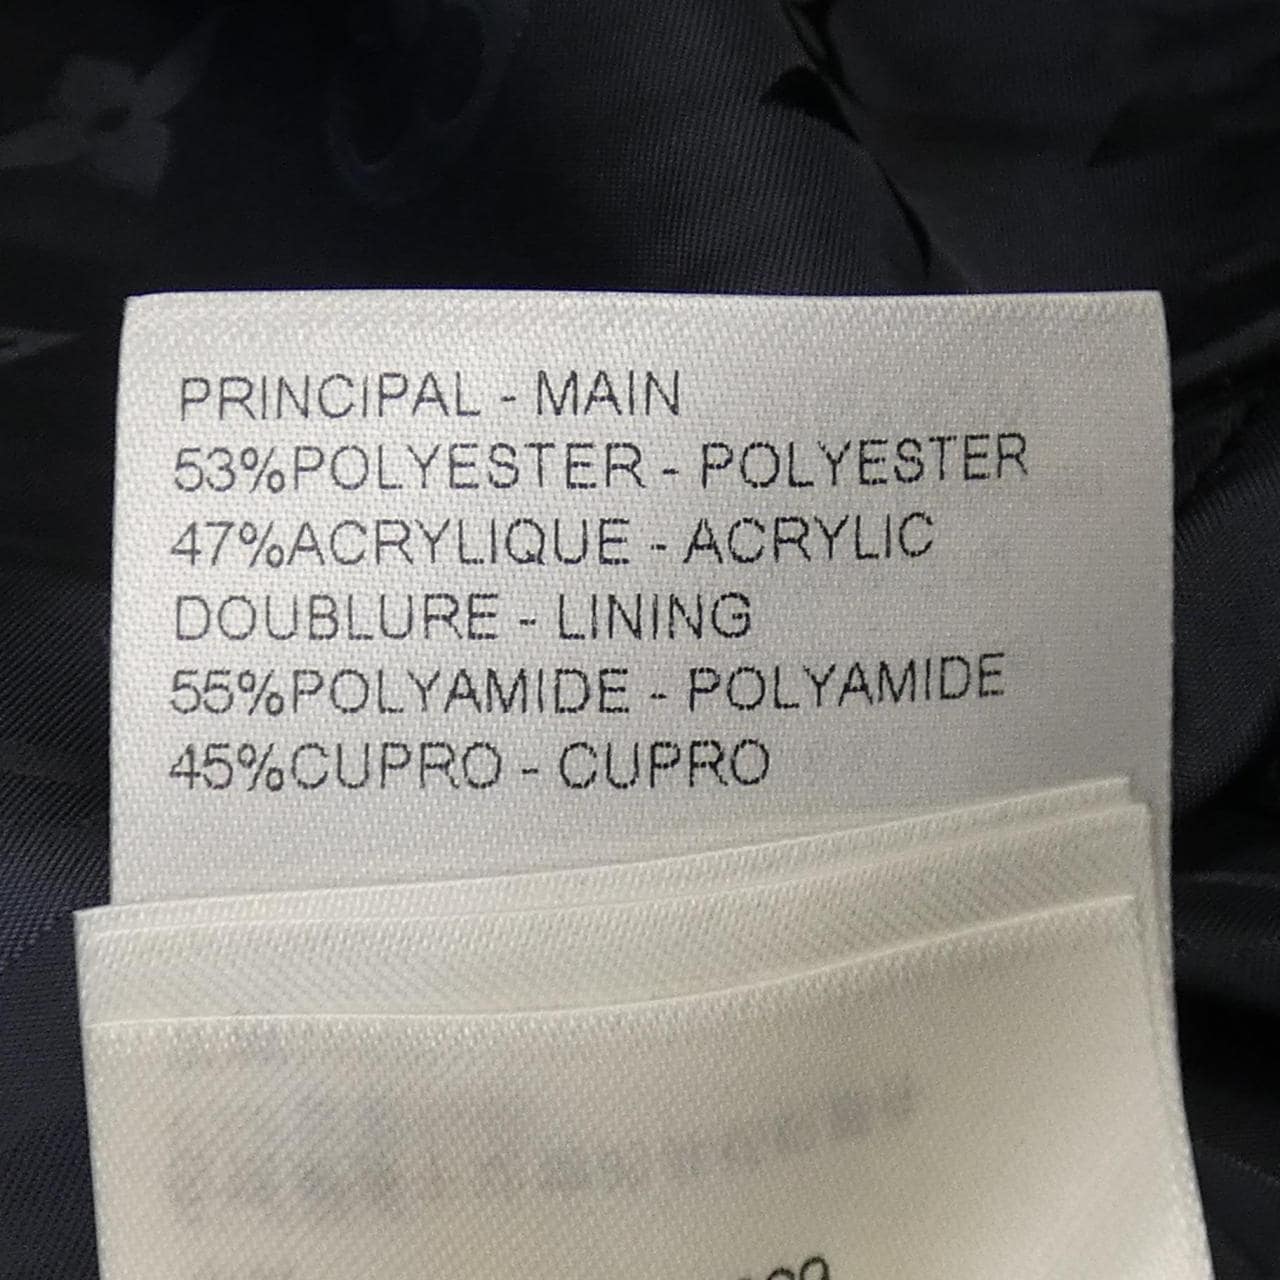 PRINCIPAL - MAIN
53%POLYESTER - POLYESTER
47%ACRYLIQUE - ACRYLIC
DOUBLURE - LINING
55%POLYAMIDE - POLYAMIDE
45%CUPRO - CUPRO